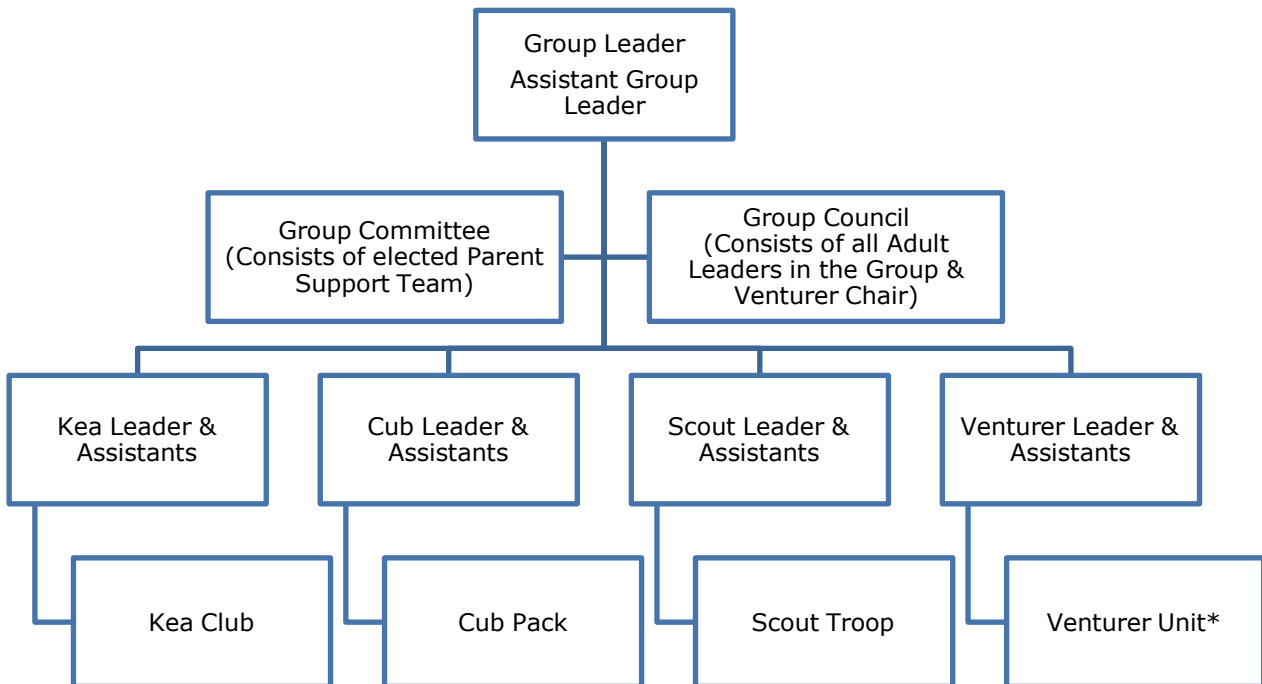 Group Leader
Assistant Group
Leader
Group Committee
(Consists of elected Parent
Support Team)
Group Council
(Consists of all Adult
Leaders in the Group &
Venturer Chair)
Kea Leader &
Assistants
Cub Leader &
Assistants
Scout Leader &
Assistants
Venturer Leader &
Assistants
Kea Club
Cub Pack
Scout Troop
Venturer Unit*